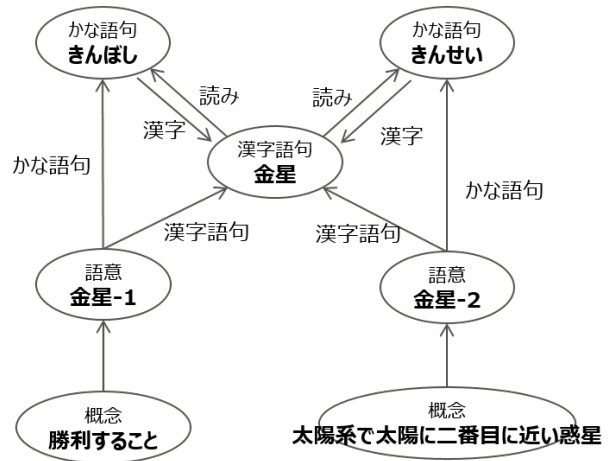 かな語句
きんぼし
かな語句
きんせい
読み
読み
漢字
漢字
漢字語句
金星
かな語句
かな語句
漢字語句
漢字語句
語意
金星-1
語意
金星-2
概念
勝利すること
概念
太陽系で太陽に二番目に近い惑星